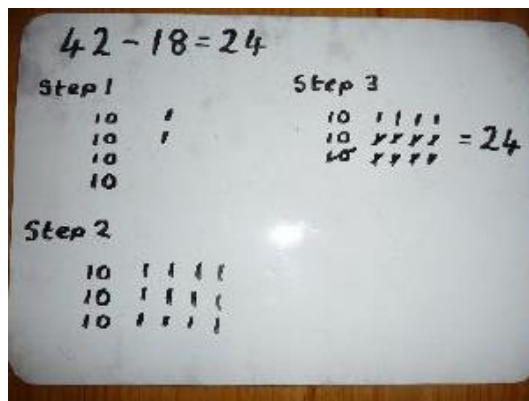 42 - 18 = 24
Step 1
10 ı
10 ı
10
10
Step 2
10 ı ı ı ı
10 ı ı ı ı
10 ı ı ı ı
Step 3
10 ı ı ı ı
10 ı ı ı ı = 24
10 ı ı ı ı